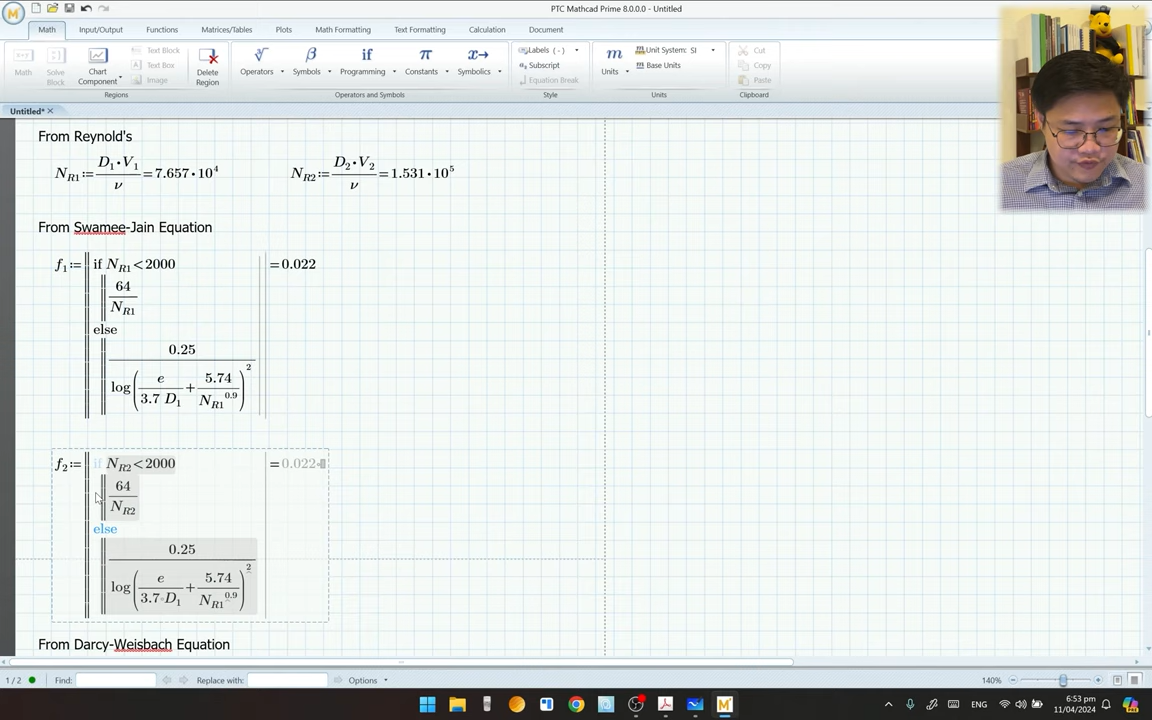 PTC Mathcad Prime 8.0.0.0 - Untitled
Math Input/Output Functions Matrices/Tables Plots Math Formatting Text Formatting Calculation Document
Math Solve Block Chart Component Text Block Text Box Image Delete Region Operators Symbols if Programming π Constants Symbolics Labels ( - ) Subscript Equation Break m Units Unit System: SI Base Units Cut Copy Paste
Regions Operators and Symbols Style Units Clipboard
Untitled*
From Reynold's
N_R1:= D_1·V_1/ν =7.657·10^4 N_R2:= D_2·V_2/ν =1.531·10^5
From Swamee-Jain Equation
f_1:= if N_R1<2000 =0.022
64/N_R1
else
0.25/log(e/3.7 D_1 + 5.74/N_R1^0.9)^2
f_2:= if N_R2<2000 =0.022
64/N_R2
else
0.25/log(e/3.7·D_1 + 5.74/N_R1^0.9)^2
From Darcy-Weisbach Equation
1 / 2 Find: Replace with: Options 140%
ENG 6:53 pm
11/04/2024